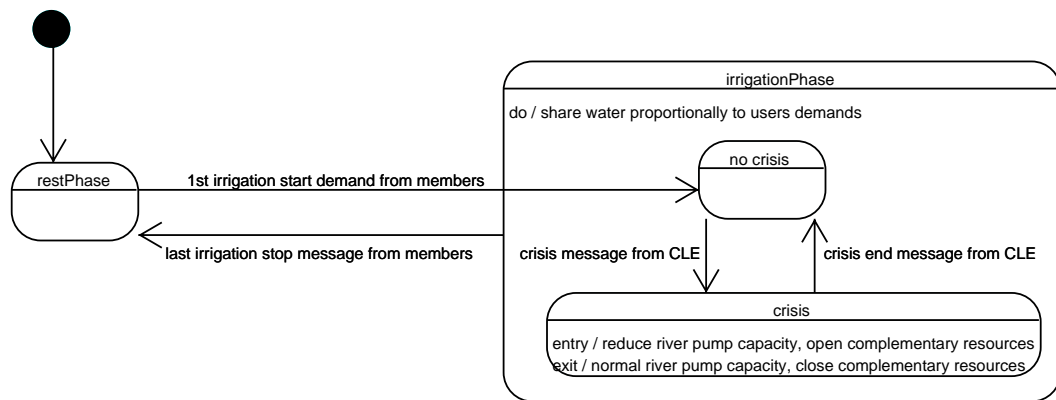 irrigationPhase
do / share water proportionally to users demands
no crisis
restPhase
1st irrigation start demand from members
last irrigation stop message from members
crisis message from CLE
crisis end message from CLE
crisis
entry / reduce river pump capacity, open complementary resources
exit / normal river pump capacity, close complementary resources